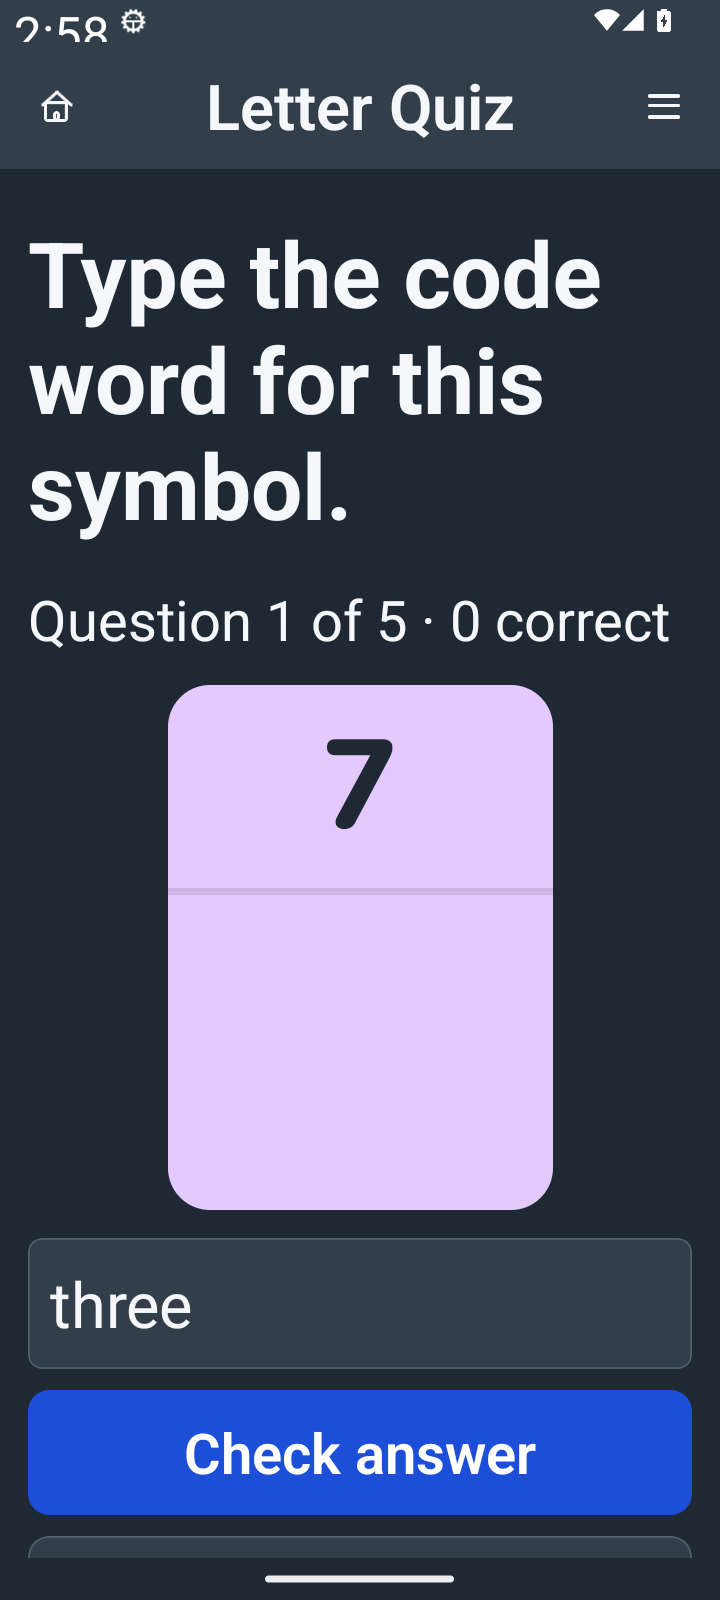 2:58
Letter Quiz
Type the code
word for this
symbol.
Question 1 of 5 · 0 correct
7
three
Check answer